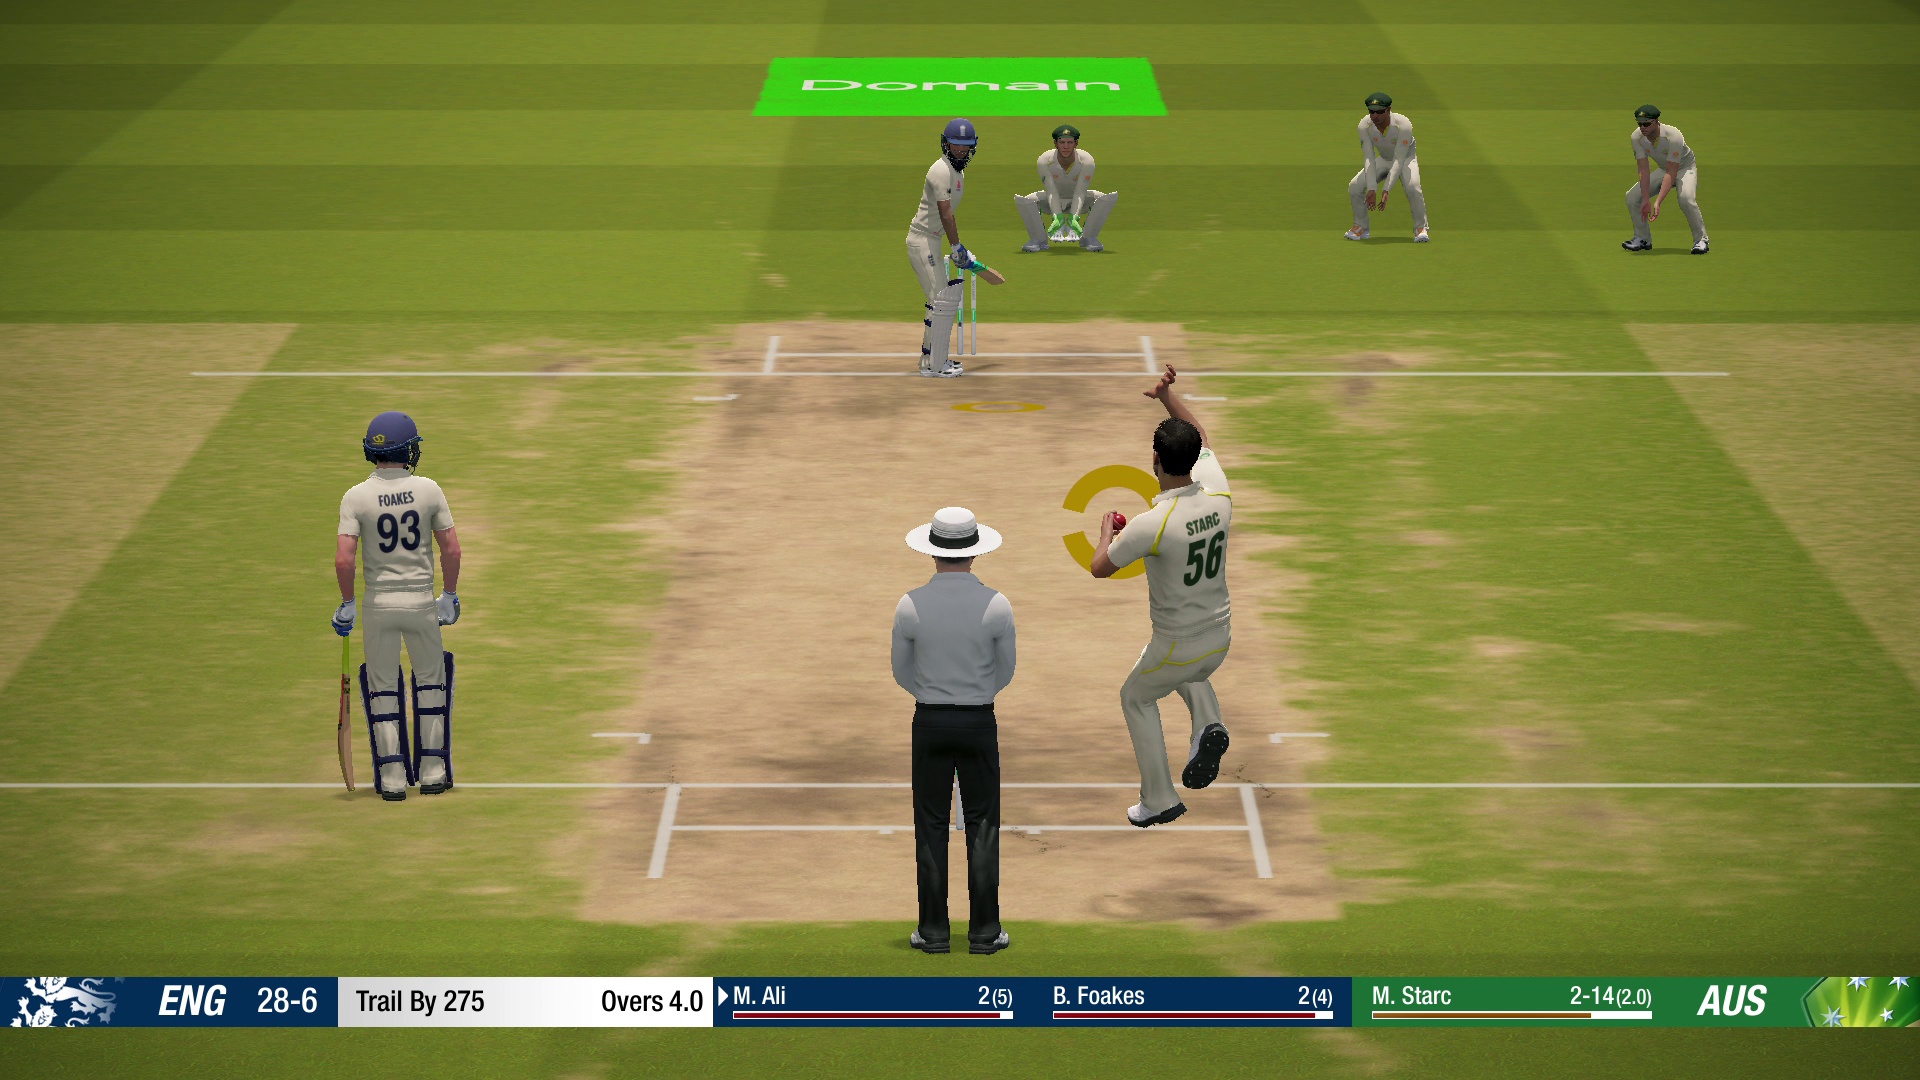 Domain
FOAKES
93
STARC
56
ENG 28-6 Trail By 275 Overs 4.0 M. Ali 2(5) B. Foakes 2(4) M. Starc 2-14(2.0) AUS